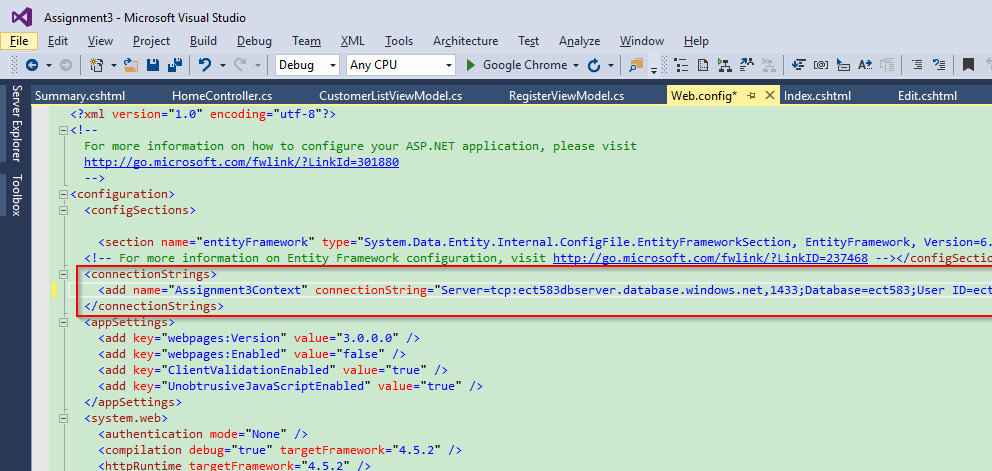 Assignment3 - Microsoft Visual Studio
File Edit View Project Build Debug Team XML Tools Architecture Test Analyze Window Help
Debug Any CPU Google Chrome
Server Explorer
Toolbox
Summary.cshtml HomeController.cs CustomerListViewModel.cs RegisterViewModel.cs Web.config* Index.cshtml Edit.cshtml
<?xml version="1.0" encoding="utf-8"?>
<!--
For more information on how to configure your ASP.NET application, please visit
http://go.microsoft.com/fwlink/?LinkId=301880
-->
<configuration>
<configSections>
<section name="entityFramework" type="System.Data.Entity.Internal.ConfigFile.EntityFrameworkSection, EntityFramework, Version=6.
<!-- For more information on Entity Framework configuration, visit http://go.microsoft.com/fwlink/?LinkID=237468 --></configSectio
<connectionStrings>
<add name="Assignment3Context" connectionString="Server=tcp:ect583dbserver.database.windows.net,1433;Database=ect583;User ID=ect
</connectionStrings>
<appSettings>
<add key="webpages:Version" value="3.0.0.0" />
<add key="webpages:Enabled" value="false" />
<add key="ClientValidationEnabled" value="true" />
<add key="UnobtrusiveJavaScriptEnabled" value="true" />
</appSettings>
<system.web>
<authentication mode="None" />
<compilation debug="true" targetFramework="4.5.2" />
<httpRuntime targetFramework="4.5.2" />